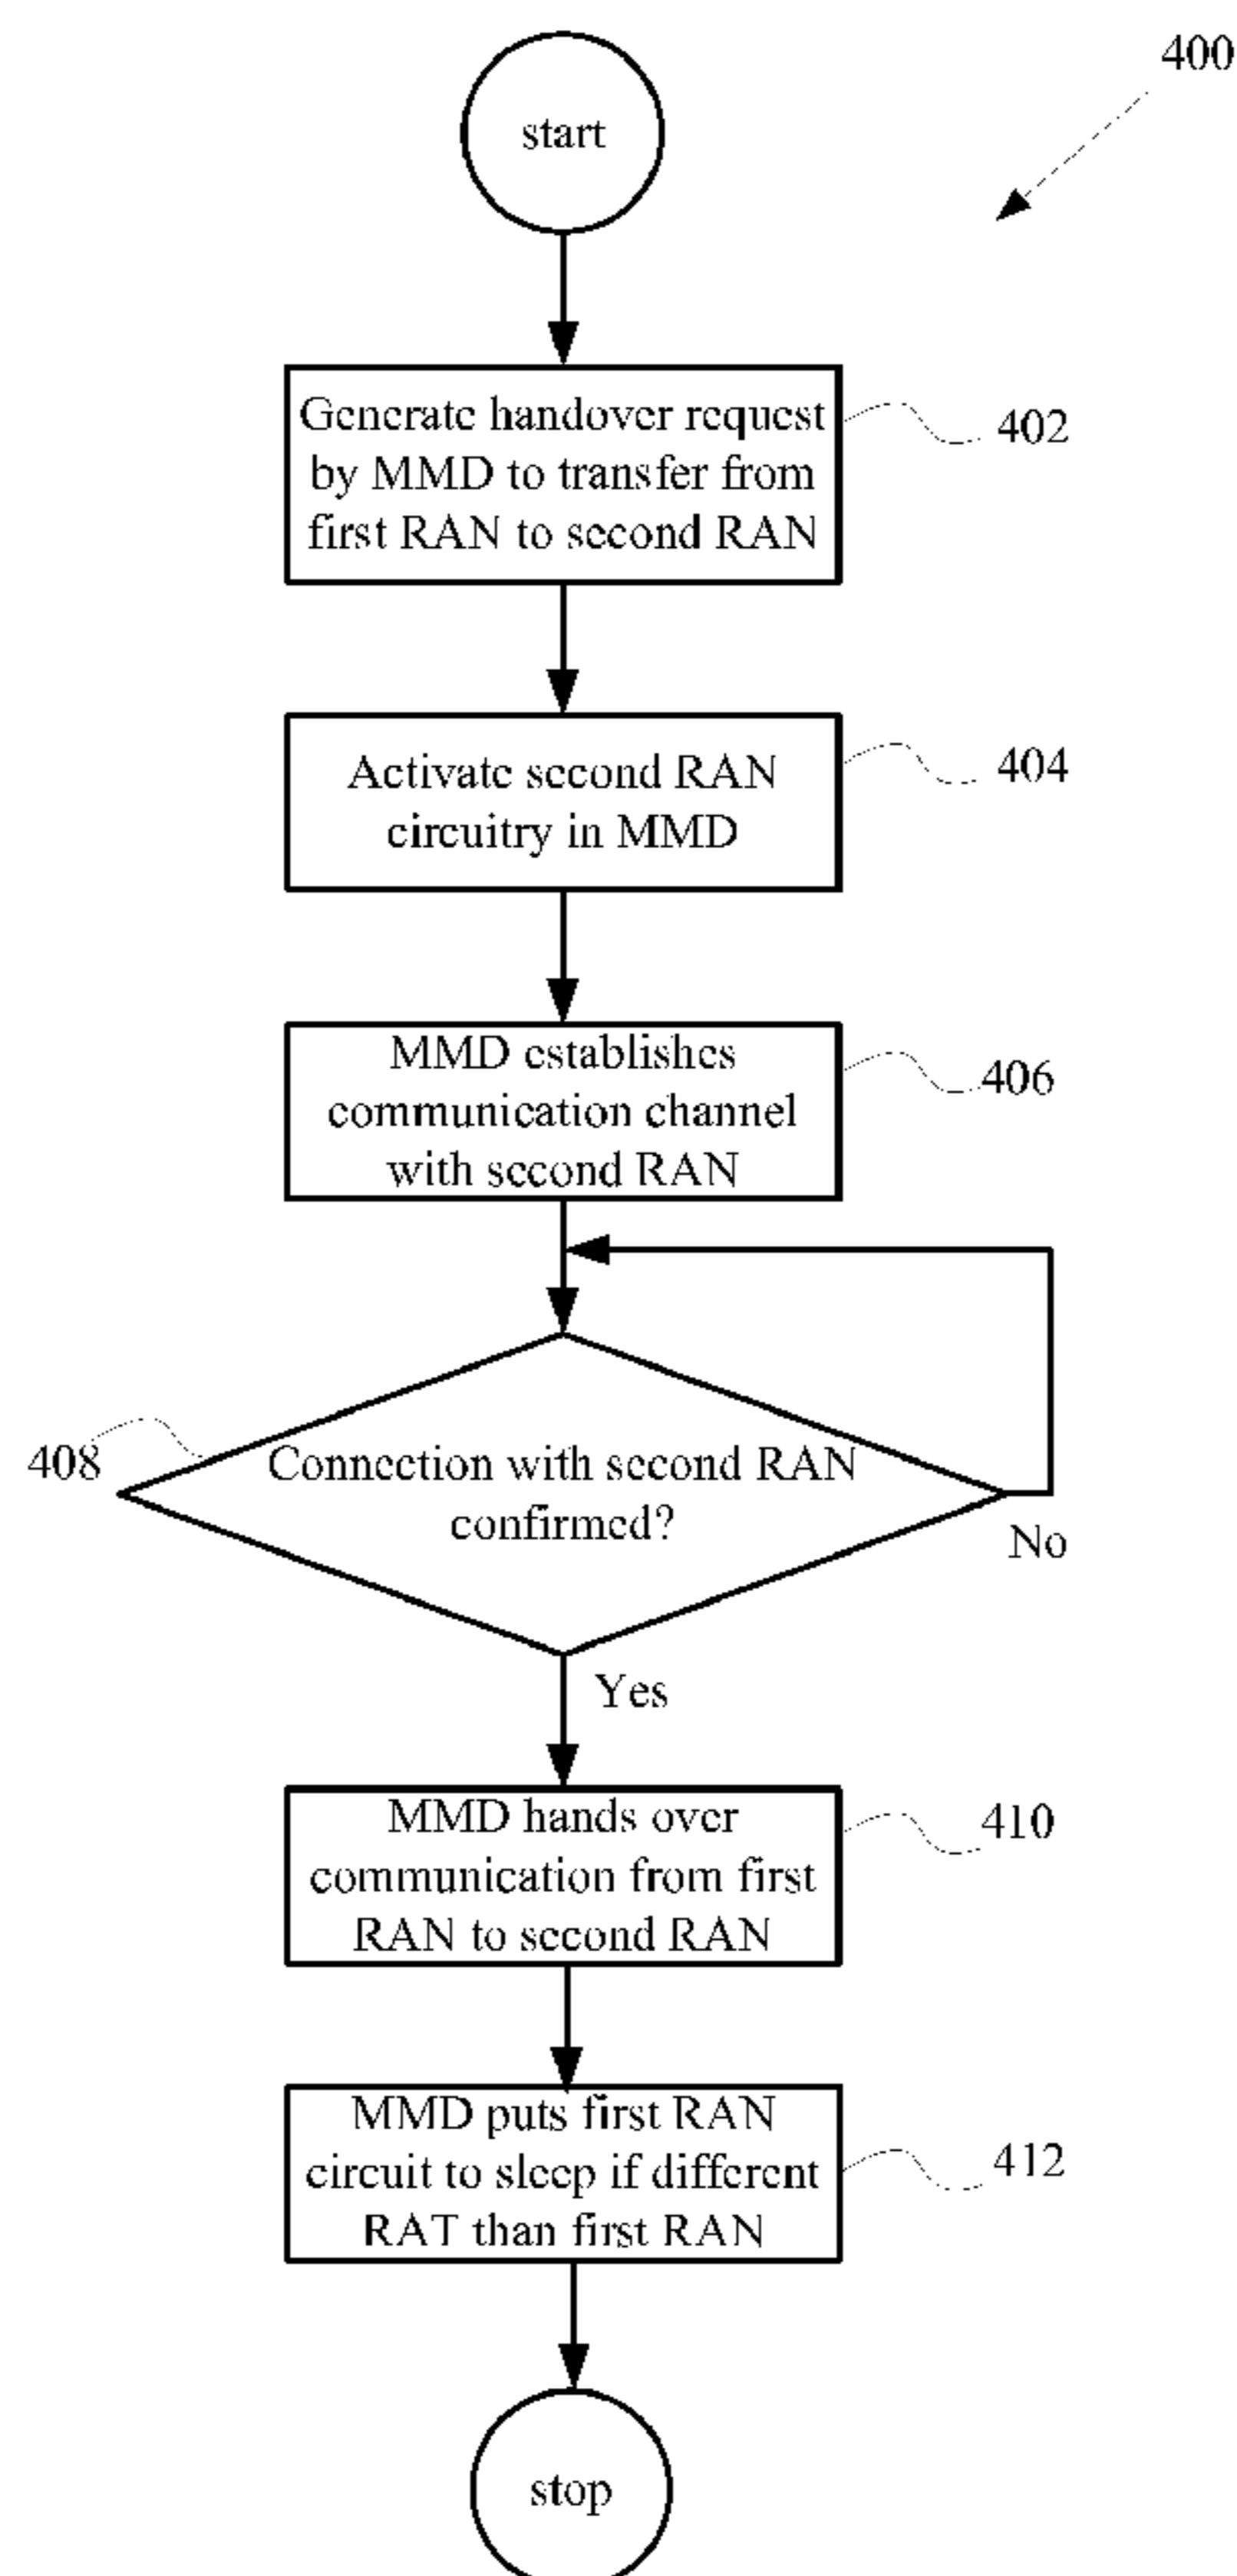 400
start
Generate handover request
by MMD to transfer from
first RAN to second RAN
402
Activate second RAN
circuitry in MMD
404
MMD establishes
communication channel
with second RAN
406
408
Connection with second RAN
confirmed?
No
Yes
MMD hands over
communication from first
RAN to second RAN
410
MMD puts first RAN
circuit to sleep if different
RAT than first RAN
412
stop